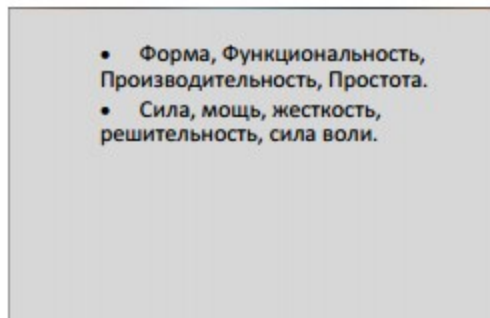 • Форма, Функциональность,
Производительность, Простота.
• Сила, мощь, жесткость,
решительность, сила воли.